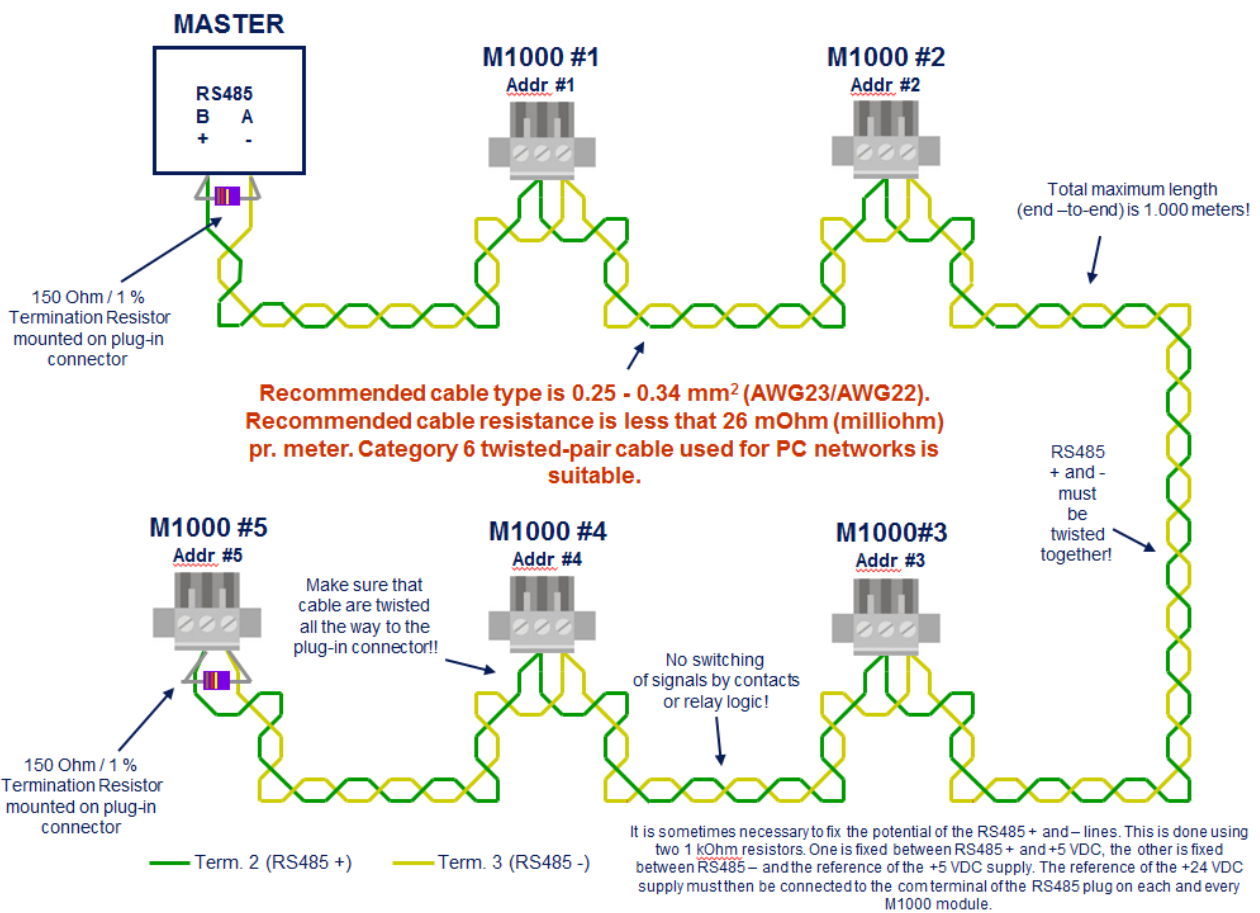 MASTER
RS485
B A
+ -
M1000 #1
Addr #1
M1000 #2
Addr #2
Total maximum length
(end –to-end) is 1.000 meters!
150 Ohm / 1 %
Termination Resistor
mounted on plug-in
connector
Recommended cable type is 0.25 - 0.34 mm² (AWG23/AWG22).
Recommended cable resistance is less that 26 mOhm (milliohm)
pr. meter. Category 6 twisted-pair cable used for PC networks is
suitable.
RS485
+ and -
must
be
twisted
together!
M1000 #5
Addr #5
M1000 #4
Addr #4
M1000#3
Addr #3
Make sure that
cable are twisted
all the way to the
plug-in connector!!
No switching
of signals by contacts
or relay logic!
150 Ohm / 1 %
Termination Resistor
mounted on plug-in
connector
Term. 2 (RS485 +)
Term. 3 (RS485 -)
It is sometimes necessary to fix the potential of the RS485 + and – lines. This is done using
two 1 kOhm resistors. One is fixed between RS485 + and +5 VDC, the other is fixed
between RS485 – and the reference of the +5 VDC supply. The reference of the +24 VDC
supply must then be connected to the com terminal of the RS485 plug on each and every
M1000 module.